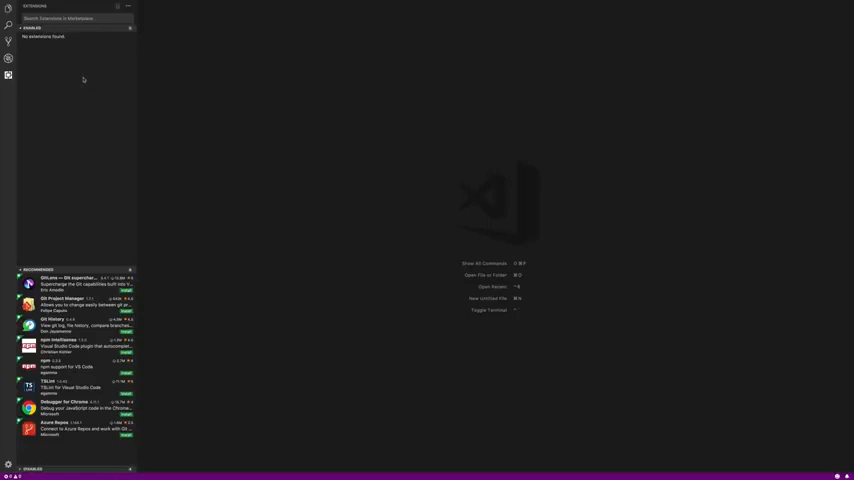 EXTENSIONS
Search Extensions in Marketplace
ENABLED
No extensions found.
Show All Commands
Open File or Folder
Open Recent
New Untitled File
Toggle Terminal
RECOMMENDED
GitLens — Git superchar...
Supercharge the Git capabilities built into Vi...
Eric Amodio
Install
Git Project Manager
Allows you to change easily between git pr...
Felipe Caputo
Install
Git History
View git log, file history, compare branches...
Don Jayamanne
Install
npm Intellisense
Visual Studio Code plugin that autocomplet...
Christian Kohler
Install
npm
npm support for VS Code
egamma
Install
TSLint
TSLint for Visual Studio Code
egamma
Install
Debugger for Chrome
Debug your JavaScript code in the Chrome...
Microsoft
Install
Azure Repos
Connect to Azure Repos and work with Git ...
Microsoft
Install
DISABLED